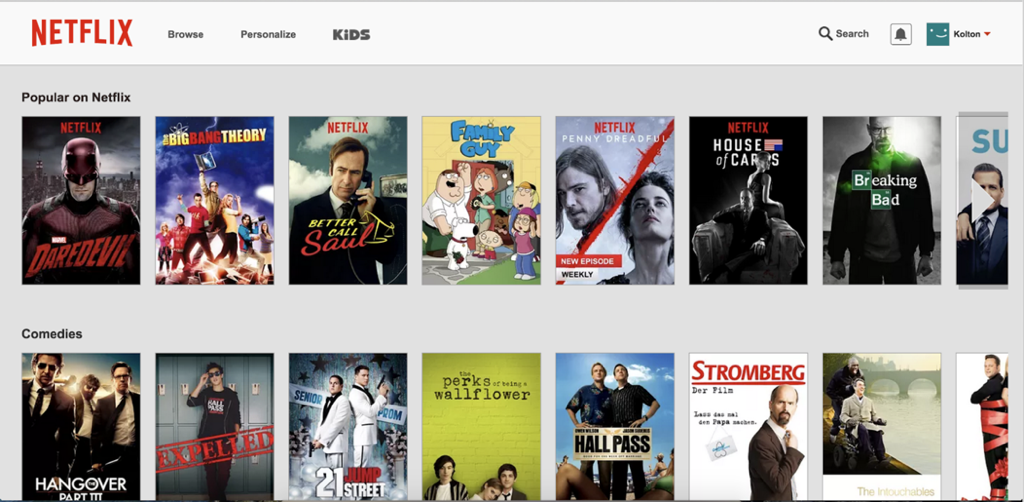 NETFLIX
Browse
Personalize
KiDS
Search
Kolton
Popular on Netflix
NETFLIX
MARVEL
DAREDEVIL
THE
BIG BANG THEORY
NETFLIX
BETTER
CALL
Saul
FAMILY
GUY
NETFLIX
PENNY DREADFUL
NEW EPISODE
WEEKLY
NETFLIX
HOUSE
of CARDS
Breaking
Bad
SU
Comedies
HANGOVER
PART III
HALL
PASS
EXPELLED
SENIOR
PROM
21 JUMP
STREET
the
perks of being a
wallflower
OWEN WILSON
JASON SUDEIKIS
HALL PASS
STROMBERG
Der Film
Lass das mal
den Papa machen.
The Intouchables